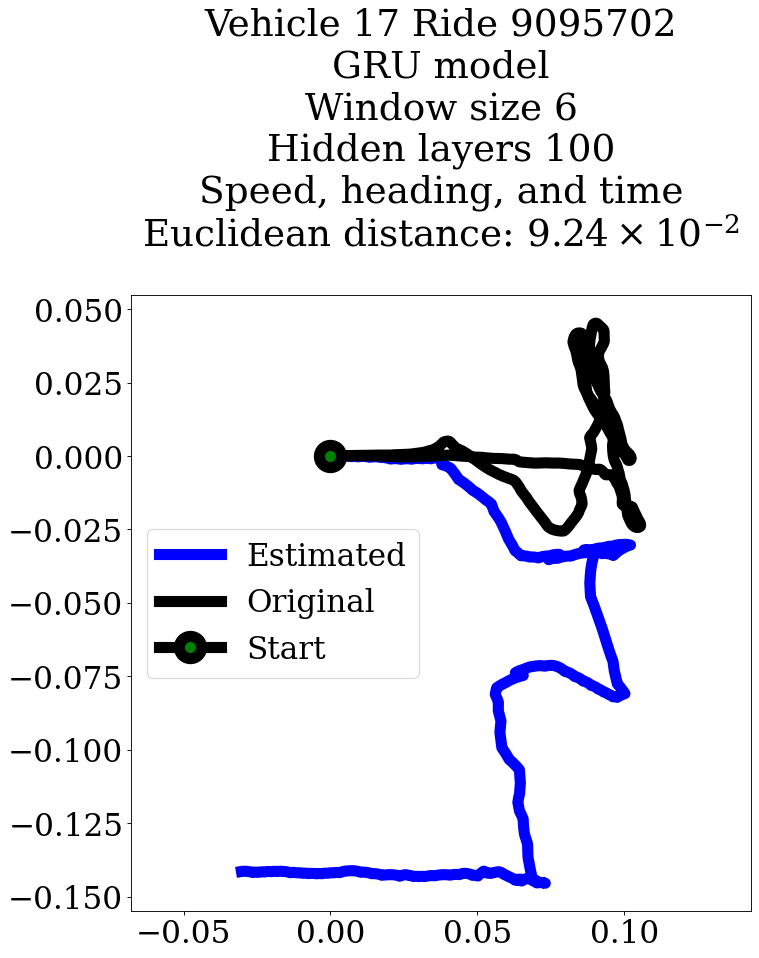 Vehicle 17 Ride 9095702
GRU model
Window size 6
Hidden layers 100
Speed, heading, and time
Euclidean distance: 9.24 × 10⁻²
0.050
0.025
0.000
−0.025
−0.050
−0.075
−0.100
−0.125
−0.150
Estimated
Original
Start
−0.05 0.00 0.05 0.10